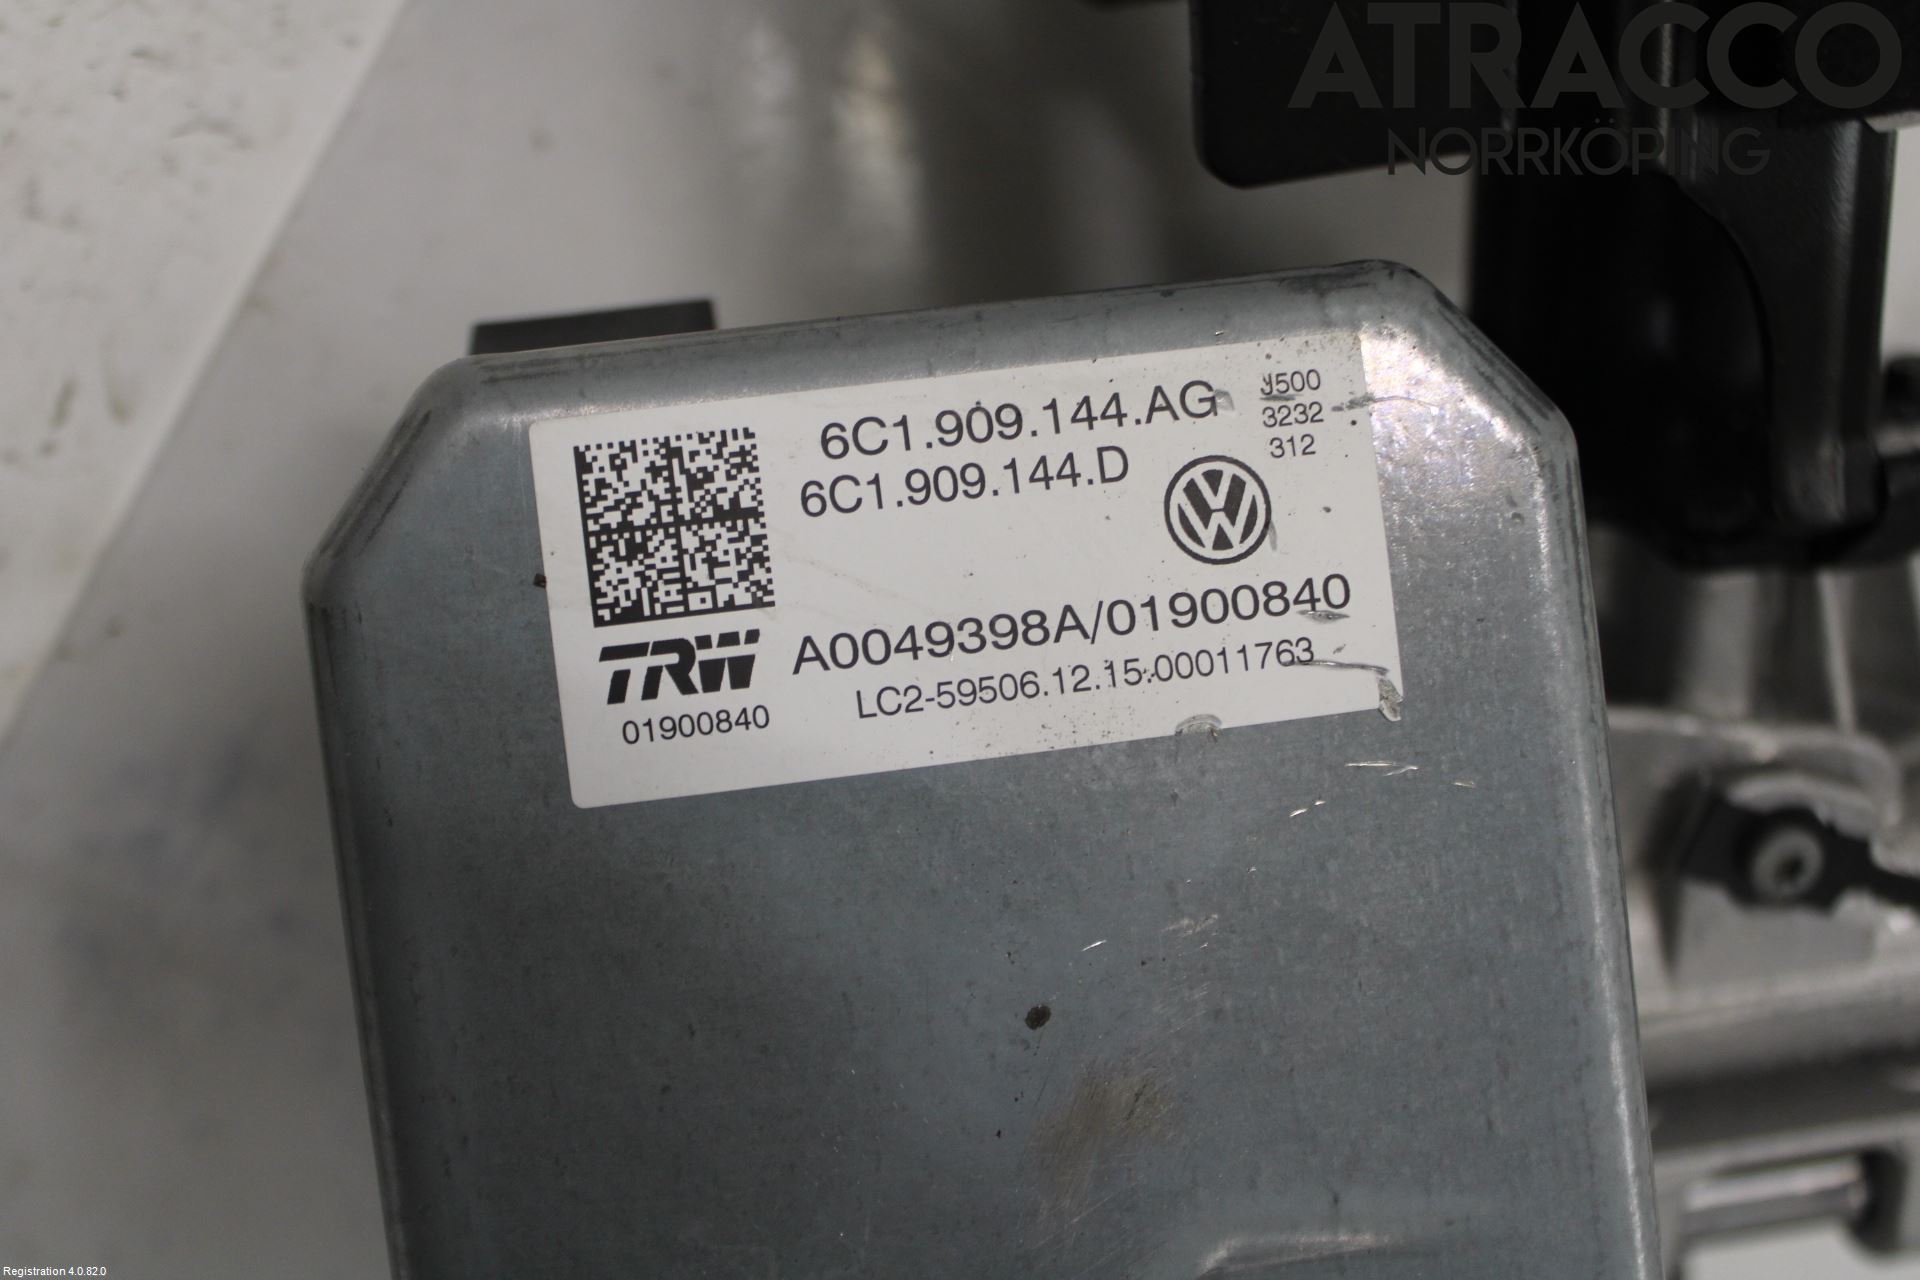 ATRACCO
NORRKÖPING
6C1.909.144.AG
6C1.909.144.D
y500
3232
312
TRW
A0049398A/01900840
LC2-59506.12.15.00011763
01900840
Registration 4.0.82.0